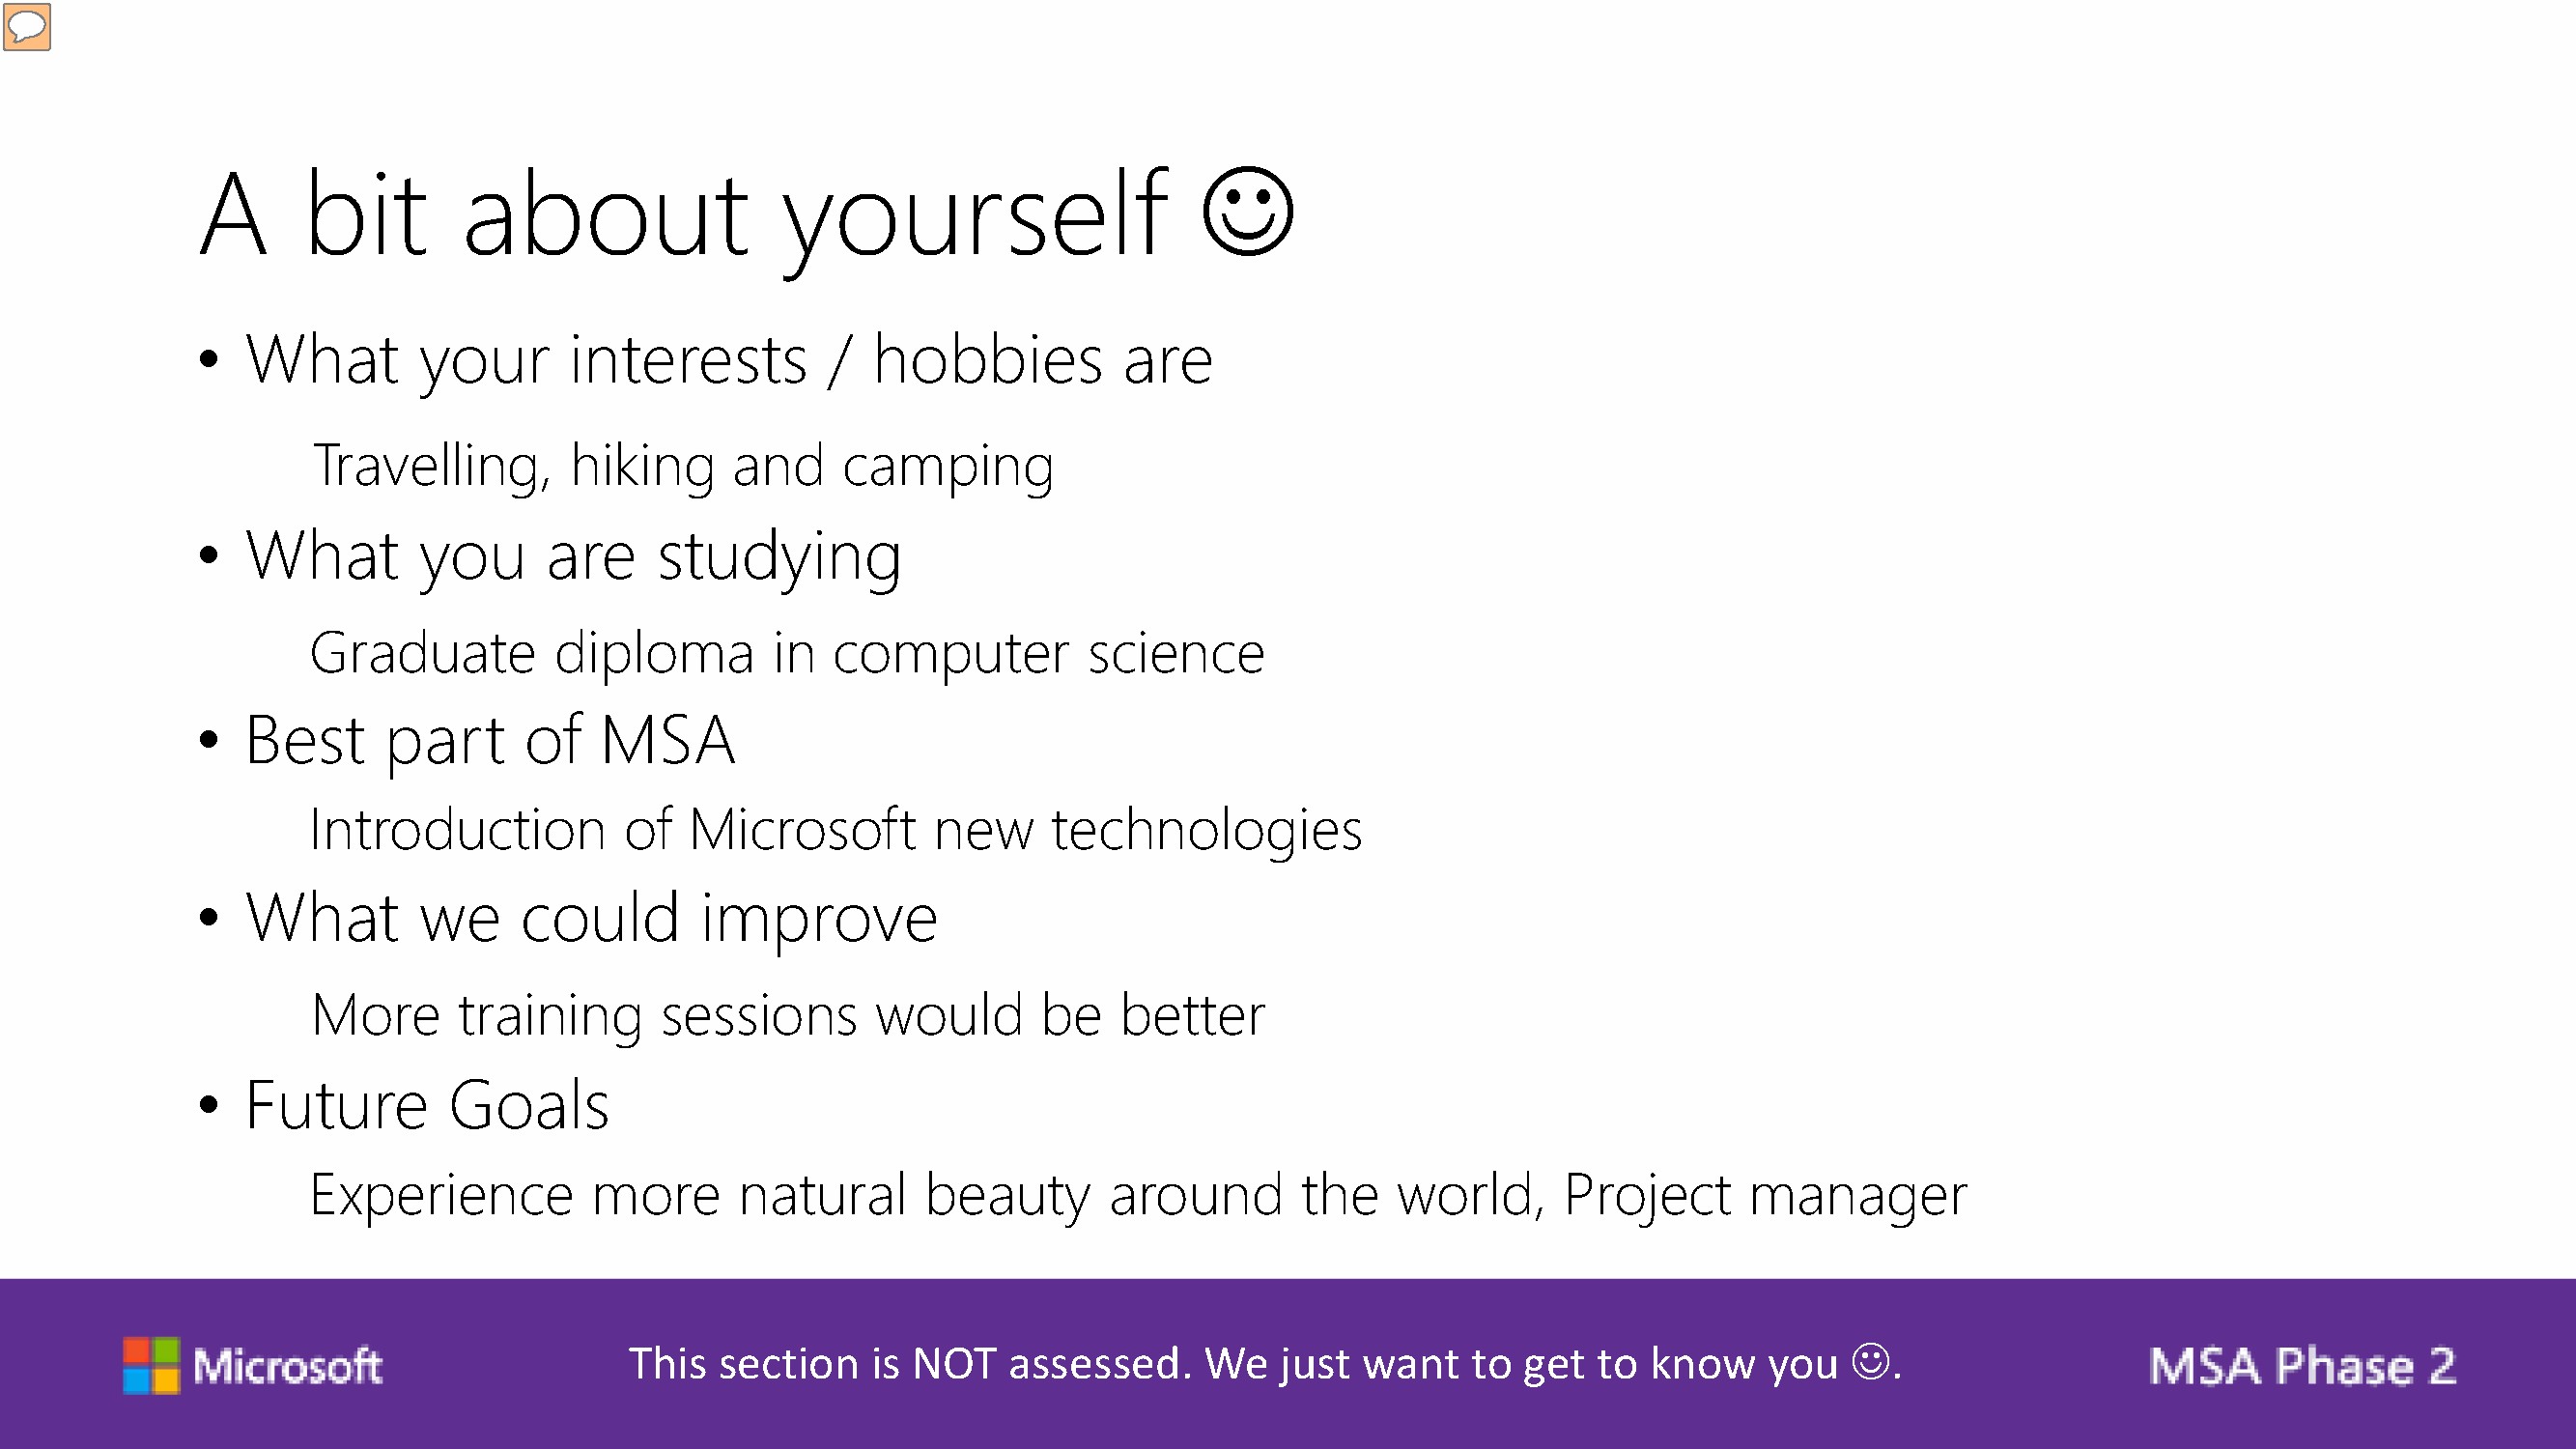 A bit about yourself ☺
• What your interests / hobbies are
Travelling, hiking and camping
• What you are studying
Graduate diploma in computer science
• Best part of MSA
Introduction of Microsoft new technologies
• What we could improve
More training sessions would be better
• Future Goals
Experience more natural beauty around the world, Project manager
Microsoft
This section is NOT assessed. We just want to get to know you ☺.
MSA Phase 2